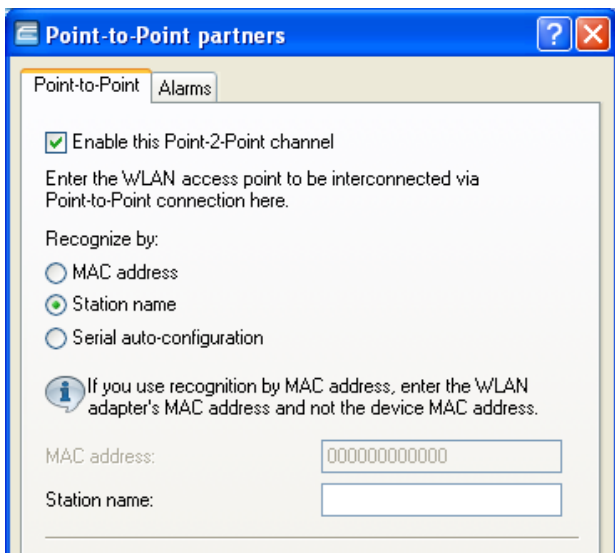 Point-to-Point partners
Point-to-Point
Alarms
Enable this Point-2-Point channel
Enter the WLAN access point to be interconnected via
Point-to-Point connection here.
Recognize by:
MAC address
Station name
Serial auto-configuration
If you use recognition by MAC address, enter the WLAN
adapter's MAC address and not the device MAC address.
MAC address:
000000000000
Station name: